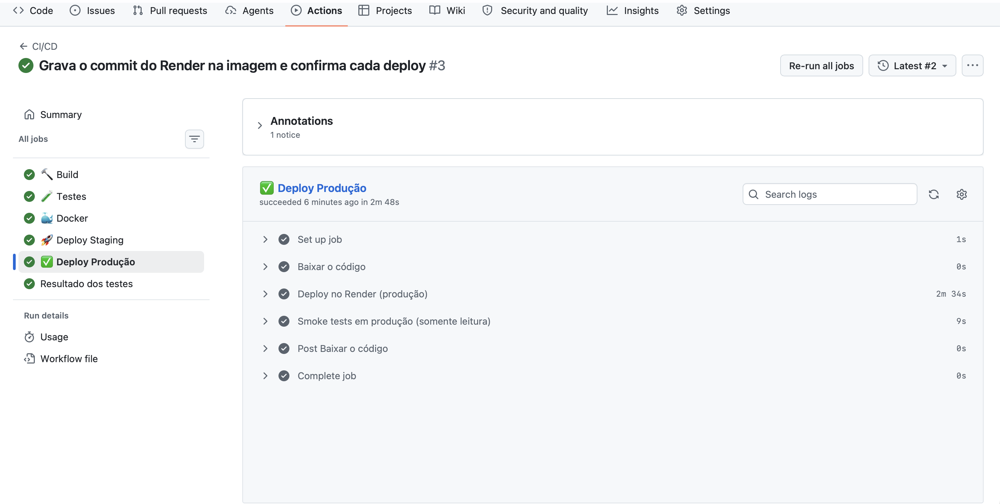 Code Issues Pull requests Agents Actions Projects Wiki Security and quality Insights Settings
CI/CD
Grava o commit do Render na imagem e confirma cada deploy #3
Re-run all jobs
Latest #2
Summary
All jobs
Build
Testes
Docker
Deploy Staging
Deploy Produção
Resultado dos testes
Run details
Usage
Workflow file
Annotations
1 notice
Deploy Produção
succeeded 6 minutes ago in 2m 48s
Search logs
Set up job 1s
Baixar o código 0s
Deploy no Render (produção) 2m 34s
Smoke tests em produção (somente leitura) 9s
Post Baixar o código 0s
Complete job 0s